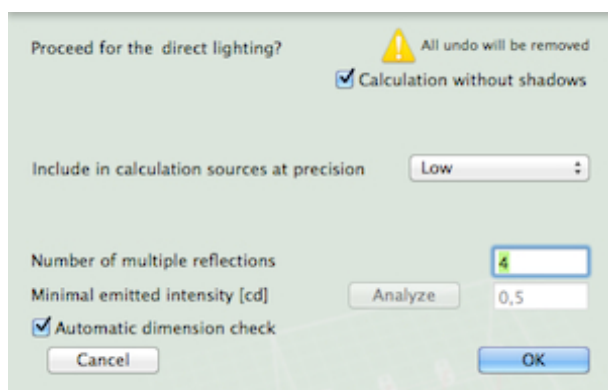 Proceed for the direct lighting?
All undo will be removed
Calculation without shadows
Include in calculation sources at precision
Low
Number of multiple reflections
4
Minimal emitted intensity [cd]
Analyze
0,5
Automatic dimension check
Cancel
OK